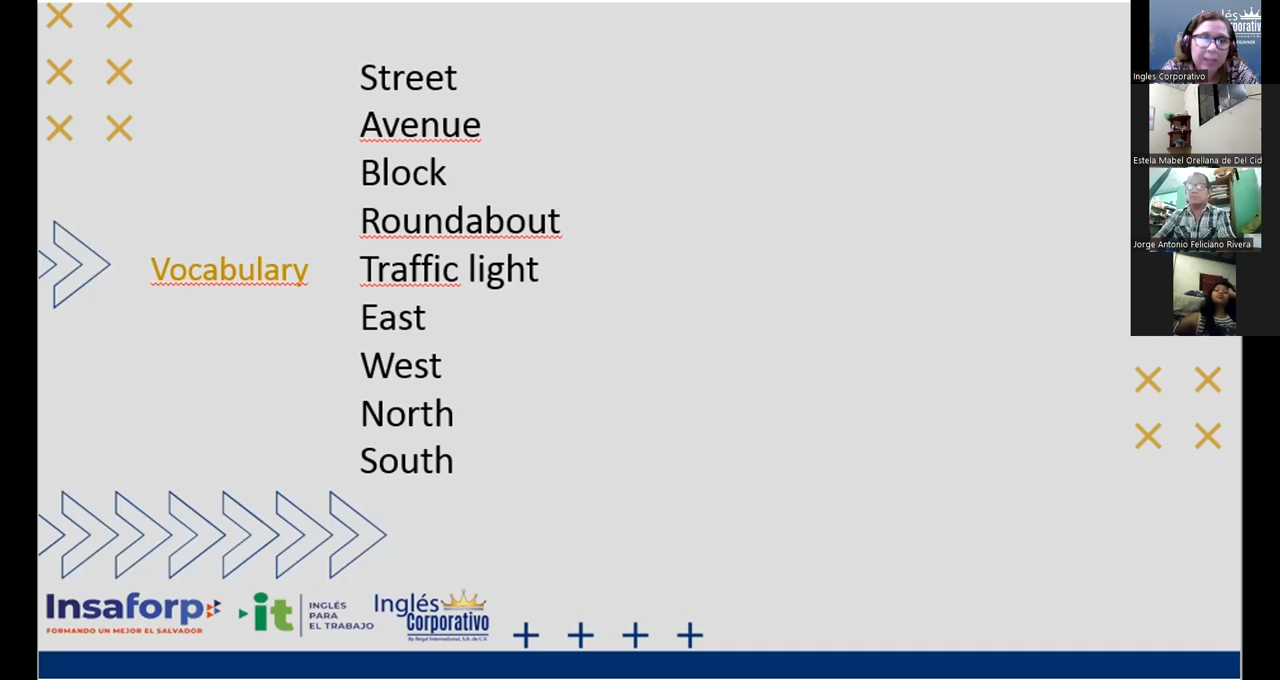 Street
Avenue
Block
Roundabout
Vocabulary
Traffic light
East
West
North
South
Insaforp
FORMANDO UN MEJOR EL SALVADOR
it
INGLÉS
PARA
EL TRABAJO
Inglés
Corporativo
Ingles Corporativo
Estela Mabel Orellana de Del Cid
Jorge Antonio Feliciano Rivera